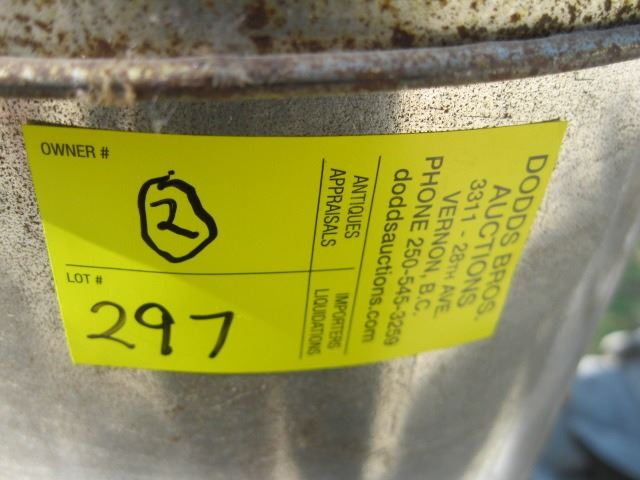 OWNER #
2
LOT #
297
DODDS BROS.
AUCTIONS
3311 - 28TH AVE.
VERNON, B.C.
PHONE 250-545-3259
doddsauctions.com
ANTIQUES
APPRAISALS
IMPORTERS
LIQUIDATIONS